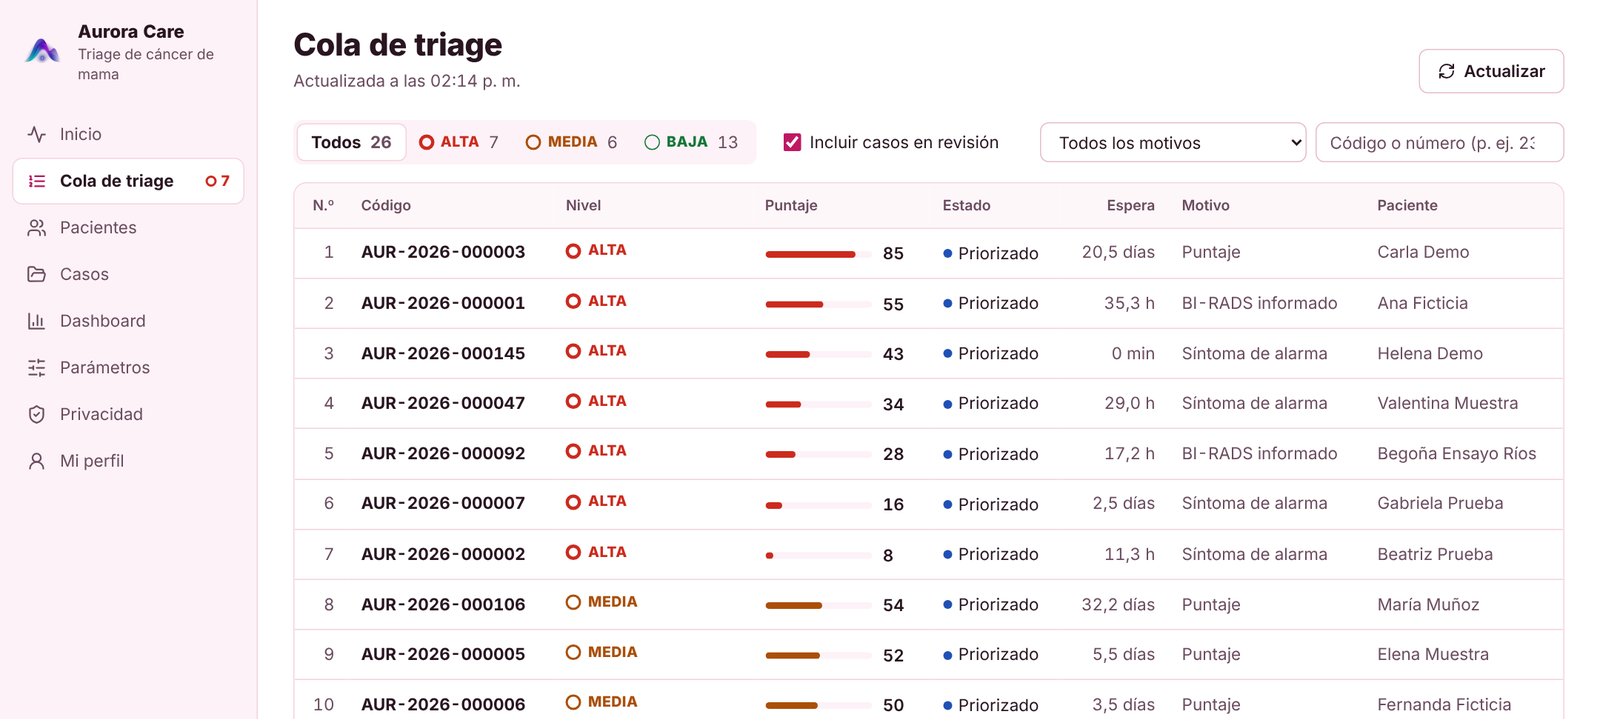 Aurora Care
Triage de cáncer de
mama
Inicio
Cola de triage 7
Pacientes
Casos
Dashboard
Parámetros
Privacidad
Mi perfil
Cola de triage
Actualizada a las 02:14 p. m.
Actualizar
Todos 26 ALTA 7 MEDIA 6 BAJA 13 Incluir casos en revisión Todos los motivos Código o número (p. ej. 23
N.º Código Nivel Puntaje Estado Espera Motivo Paciente
1 AUR-2026-000003 ALTA 85 Priorizado 20,5 días Puntaje Carla Demo
2 AUR-2026-000001 ALTA 55 Priorizado 35,3 h BI-RADS informado Ana Ficticia
3 AUR-2026-000145 ALTA 43 Priorizado 0 min Síntoma de alarma Helena Demo
4 AUR-2026-000047 ALTA 34 Priorizado 29,0 h Síntoma de alarma Valentina Muestra
5 AUR-2026-000092 ALTA 28 Priorizado 17,2 h BI-RADS informado Begoña Ensayo Ríos
6 AUR-2026-000007 ALTA 16 Priorizado 2,5 días Síntoma de alarma Gabriela Prueba
7 AUR-2026-000002 ALTA 8 Priorizado 11,3 h Síntoma de alarma Beatriz Prueba
8 AUR-2026-000106 MEDIA 54 Priorizado 32,2 días Puntaje María Muñoz
9 AUR-2026-000005 MEDIA 52 Priorizado 5,5 días Puntaje Elena Muestra
10 AUR-2026-000006 MEDIA 50 Priorizado 3,5 días Puntaje Fernanda Ficticia